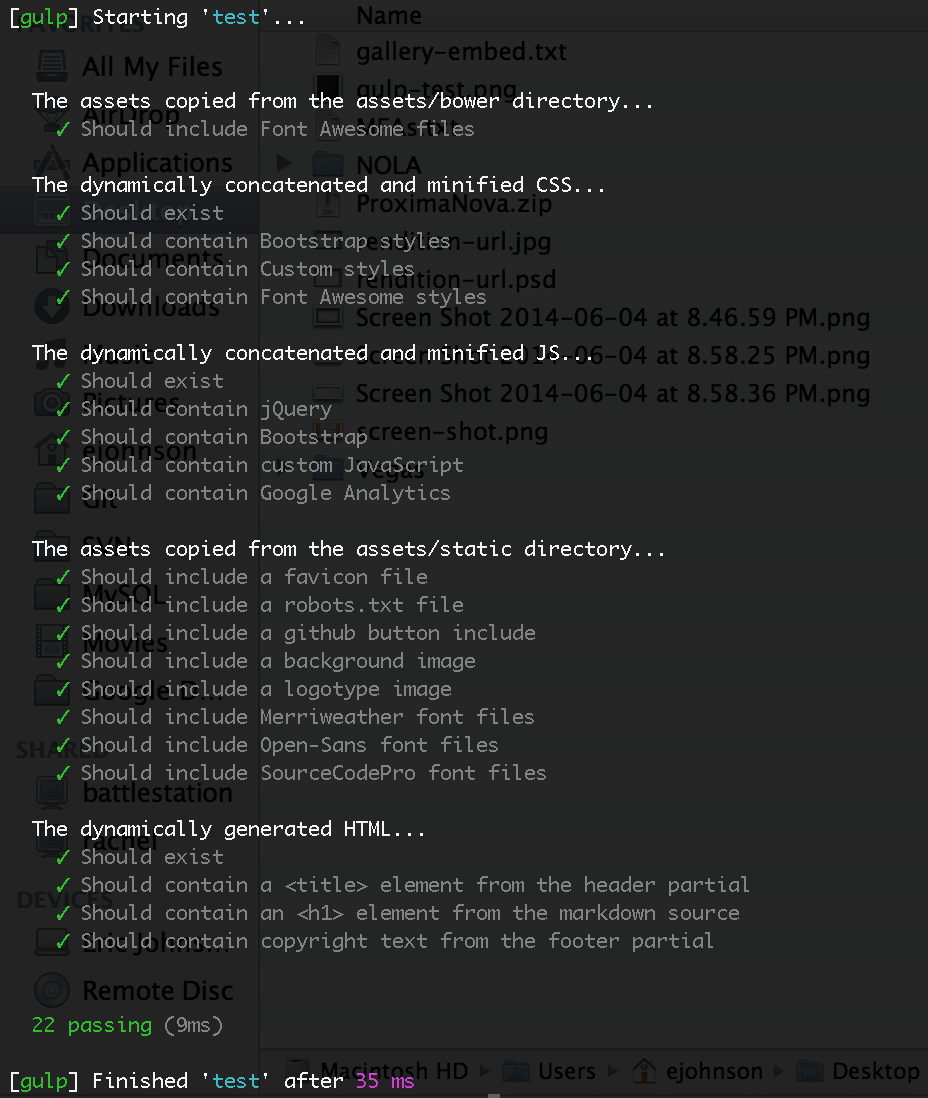 [gulp] Starting 'test'...
The assets copied from the assets/bower directory...
✓ Should include Font Awesome files
The dynamically concatenated and minified CSS...
✓ Should exist
✓ Should contain Bootstrap styles
✓ Should contain Custom styles
✓ Should contain Font Awesome styles
The dynamically concatenated and minified JS...
✓ Should exist
✓ Should contain jQuery
✓ Should contain Bootstrap
✓ Should contain custom JavaScript
✓ Should contain Google Analytics
The assets copied from the assets/static directory...
✓ Should include a favicon file
✓ Should include a robots.txt file
✓ Should include a github button include
✓ Should include a background image
✓ Should include a logotype image
✓ Should include Merriweather font files
✓ Should include Open-Sans font files
✓ Should include SourceCodePro font files
The dynamically generated HTML...
✓ Should exist
✓ Should contain a <title> element from the header partial
✓ Should contain an <h1> element from the markdown source
✓ Should contain copyright text from the footer partial
22 passing (9ms)
[gulp] Finished 'test' after 35 ms
FAVORITES
All My Files
AirDrop
Applications
Desktop
Documents
Downloads
Music
Pictures
ejohnson
Git
SVN
MySQL
Movies
Google D...
SHARED
battlestation
rachel
DEVICES
Eric Johns...
Remote Disc
Name
gallery-embed.txt
gulp-test.png
NOLA
ProximaNova.zip
rendition-url.jpg
rendition-url.psd
Screen Shot 2014-06-04 at 8.46.59 PM.png
Screen Shot 2014-06-04 at 8.58.25 PM.png
Screen Shot 2014-06-04 at 8.58.36 PM.png
screen-shot.png
Vegas
Macintosh HD
Users
ejohnson
Desktop